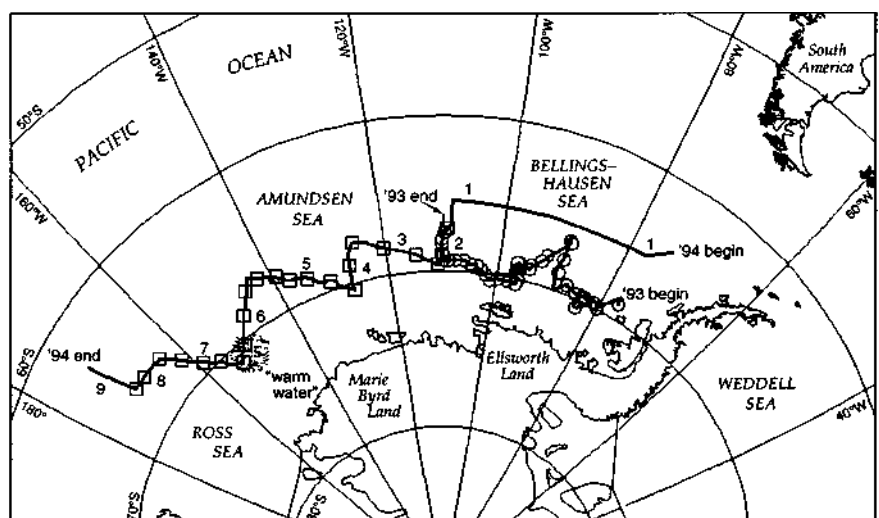 140°W
120°W
100°W
80°W
South
America
OCEAN
50°S
PACIFIC
160°W
60°W
BELLINGS-
HAUSEN
SEA
'93 end
1
AMUNDSEN
SEA
3
2
1
'94 begin
5
4
'93 begin
6
60°S
'94 end
7
9
8
"warm
water"
Marie
Byrd
Land
Ellsworth
Land
WEDDELL
SEA
180°
40°W
ROSS
SEA
70°S
80°S